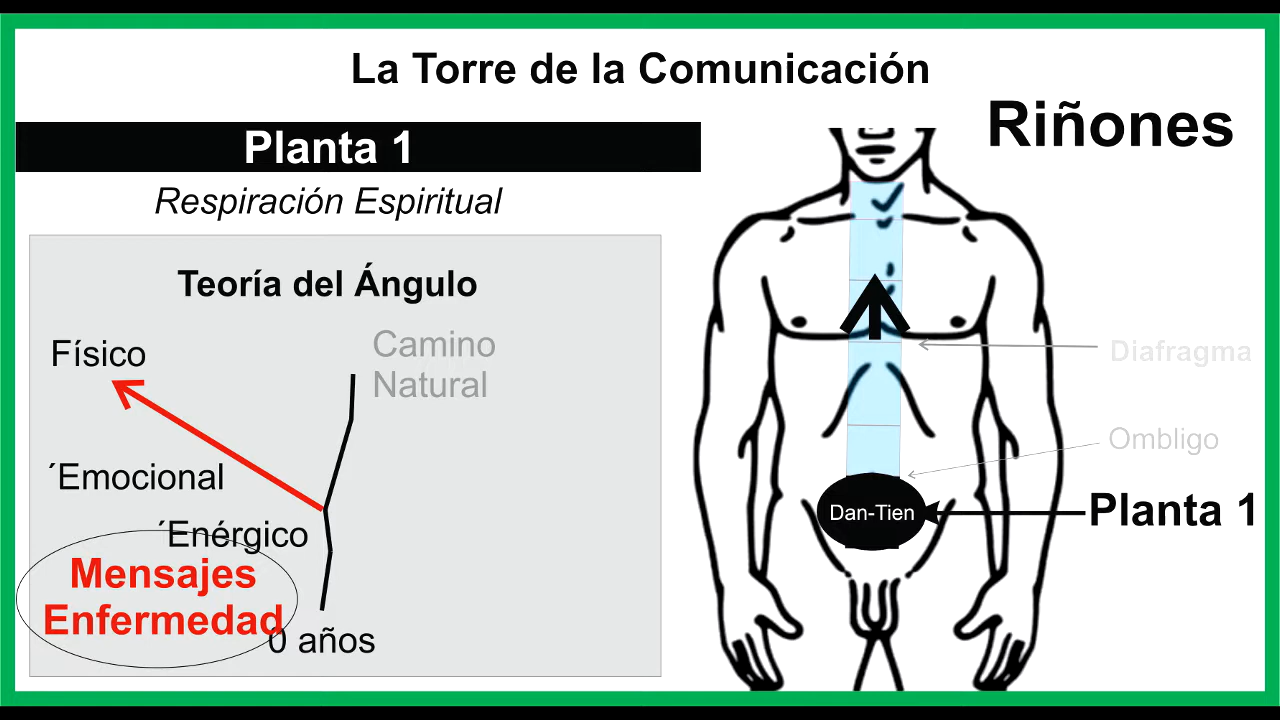 La Torre de la Comunicación
Riñones
Planta 1
Respiración Espiritual
Teoría del Ángulo
Físico
Camino
Natural
´Emocional
´Enérgico
Mensajes
Enfermedad
0 años
Diafragma
Ombligo
Dan-Tien
Planta 1